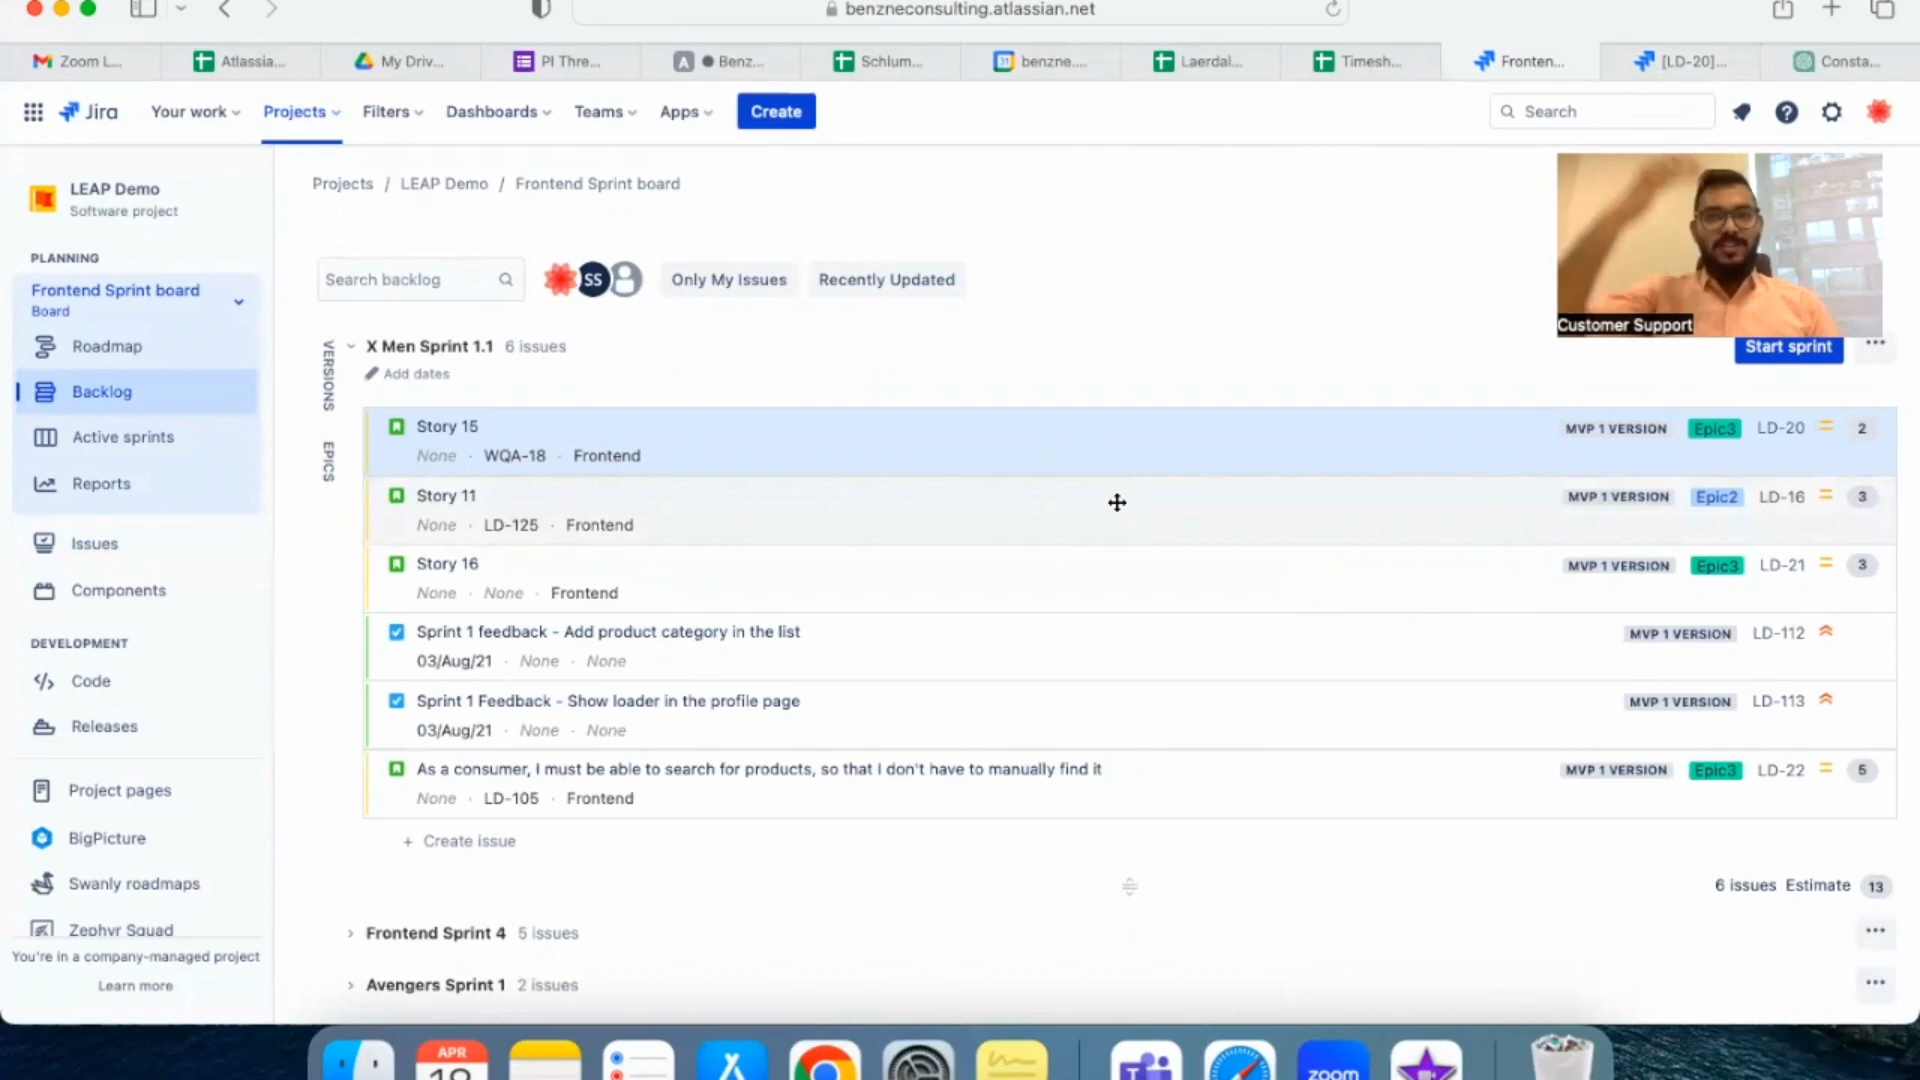 benzneconsulting.atlassian.net
Zoom L...
Atlassia...
My Driv...
PI Thre...
Benz...
Schlum...
benzne....
Laerdal...
Timesh...
Fronten...
[LD-20]...
Consta...
Jira
Your work
Projects
Filters
Dashboards
Teams
Apps
Create
Search
LEAP Demo
Software project
PLANNING
Frontend Sprint board
Board
Roadmap
Backlog
Active sprints
Reports
Issues
Components
DEVELOPMENT
Code
Releases
Project pages
BigPicture
Swanly roadmaps
Zephyr Squad
You're in a company-managed project
Learn more
Projects / LEAP Demo / Frontend Sprint board
Customer Support
Search backlog
SS
Only My Issues
Recently Updated
VERSIONS
EPICS
X Men Sprint 1.1 6 issues
Start sprint
Add dates
Story 15 MVP 1 VERSION Epic3 LD-20 2
None · WQA-18 · Frontend
Story 11 MVP 1 VERSION Epic2 LD-16 3
None · LD-125 · Frontend
Story 16 MVP 1 VERSION Epic3 LD-21 3
None · None · Frontend
Sprint 1 feedback - Add product category in the list MVP 1 VERSION LD-112
03/Aug/21 · None · None
Sprint 1 Feedback - Show loader in the profile page MVP 1 VERSION LD-113
03/Aug/21 · None · None
As a consumer, I must be able to search for products, so that I don't have to manually find it MVP 1 VERSION Epic3 LD-22 5
None · LD-105 · Frontend
+ Create issue
6 issues Estimate 13
Frontend Sprint 4 5 issues
Avengers Sprint 1 2 issues
APR
zoom